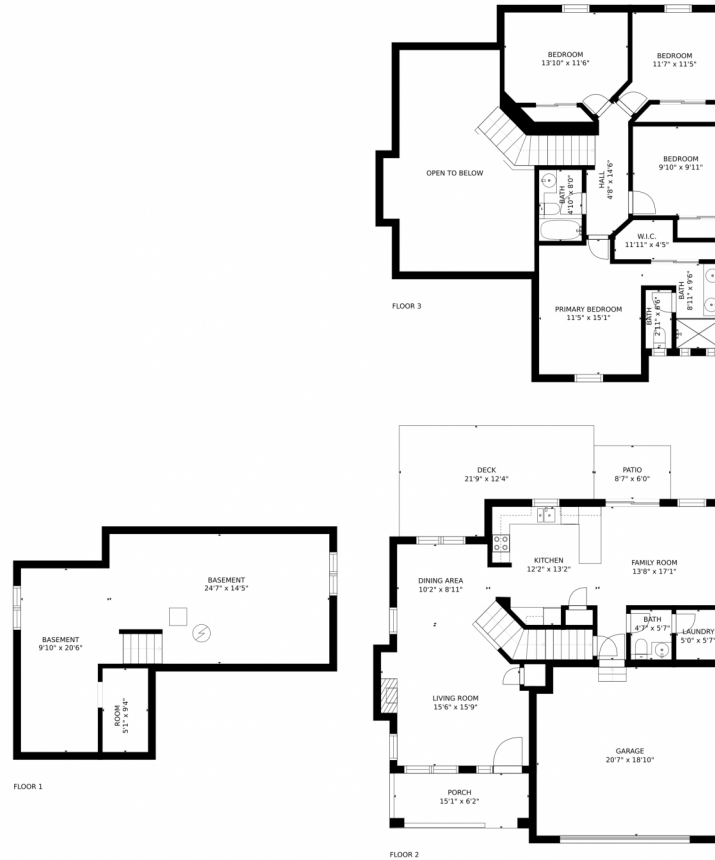 BEDROOM
13'10" x 11'6"
BEDROOM
11'7" x 11'5"
OPEN TO BELOW
BATH
4'10" x 8'0"
HALL
4'8" x 14'6"
BEDROOM
9'10" x 9'11"
W.I.C.
11'11" x 4'5"
PRIMARY BEDROOM
11'5" x 15'1"
BATH
2'11" x 6'6"
BATH
8'11" x 9'6"
FLOOR 3
DECK
21'9" x 12'4"
PATIO
8'7" x 6'0"
KITCHEN
12'2" x 13'2"
FAMILY ROOM
13'8" x 17'1"
DINING AREA
10'2" x 8'11"
BATH
4'7" x 5'7"
LAUNDRY
5'0" x 5'7"
LIVING ROOM
15'6" x 15'9"
GARAGE
20'7" x 18'10"
PORCH
15'1" x 6'2"
FLOOR 2
BASEMENT
24'7" x 14'5"
BASEMENT
9'10" x 20'6"
ROOM
5'1" x 9'4"
FLOOR 1